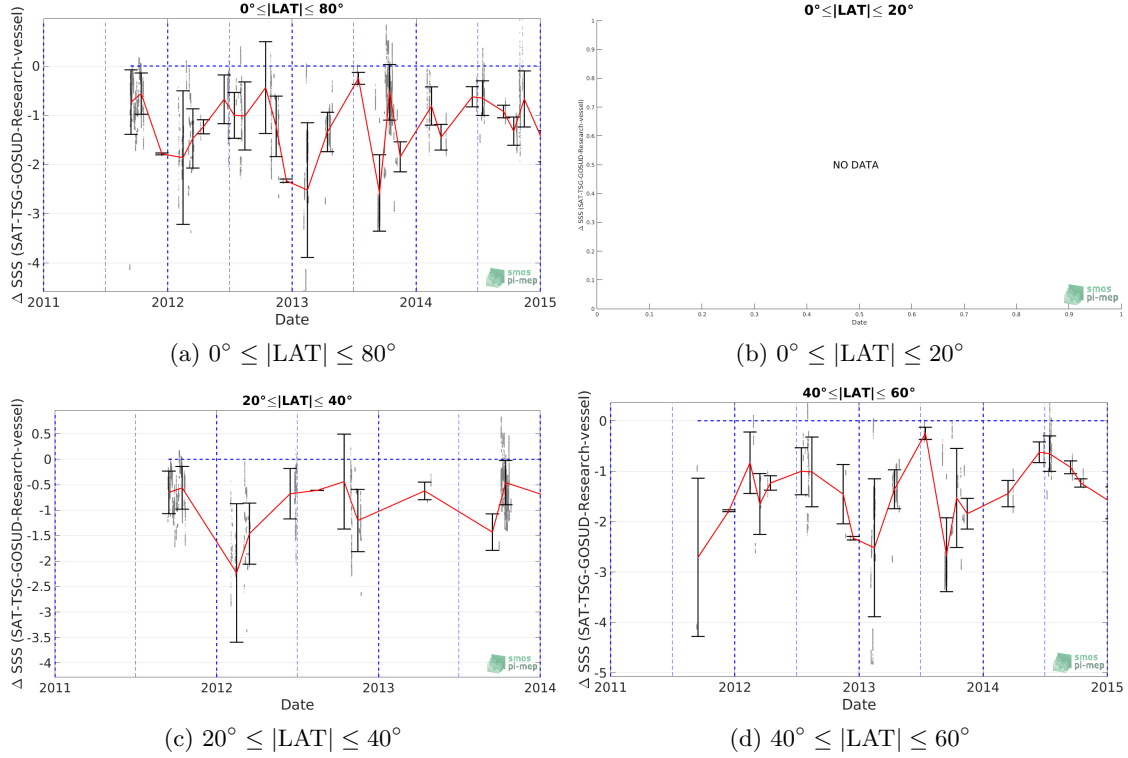 0°≤|LAT|≤ 80°
Δ SSS (SAT-TSG-GOSUD-Research-vessel)
0
-1
-2
-3
-4
2011 2012 2013 2014 2015
Date
smos
pi-mep
(a) 0° ≤ |LAT| ≤ 80°
0°≤|LAT|≤ 20°
Δ SSS (SAT-TSG-GOSUD-Research-vessel)
1
0.9
0.8
0.7
0.6
0.5
0.4
0.3
0.2
0.1
0
NO DATA
0 0.1 0.2 0.3 0.4 0.5 0.6 0.7 0.8 0.9 1
Date
smos
pi-mep
(b) 0° ≤ |LAT| ≤ 20°
20°≤|LAT|≤ 40°
Δ SSS (SAT-TSG-GOSUD-Research-vessel)
0.5
0
-0.5
-1
-1.5
-2
-2.5
-3
-3.5
-4
2011 2012 2013 2014
Date
smos
pi-mep
(c) 20° ≤ |LAT| ≤ 40°
40°≤|LAT|≤ 60°
Δ SSS (SAT-TSG-GOSUD-Research-vessel)
0
-1
-2
-3
-4
-5
2011 2012 2013 2014 2015
Date
smos
pi-mep
(d) 40° ≤ |LAT| ≤ 60°